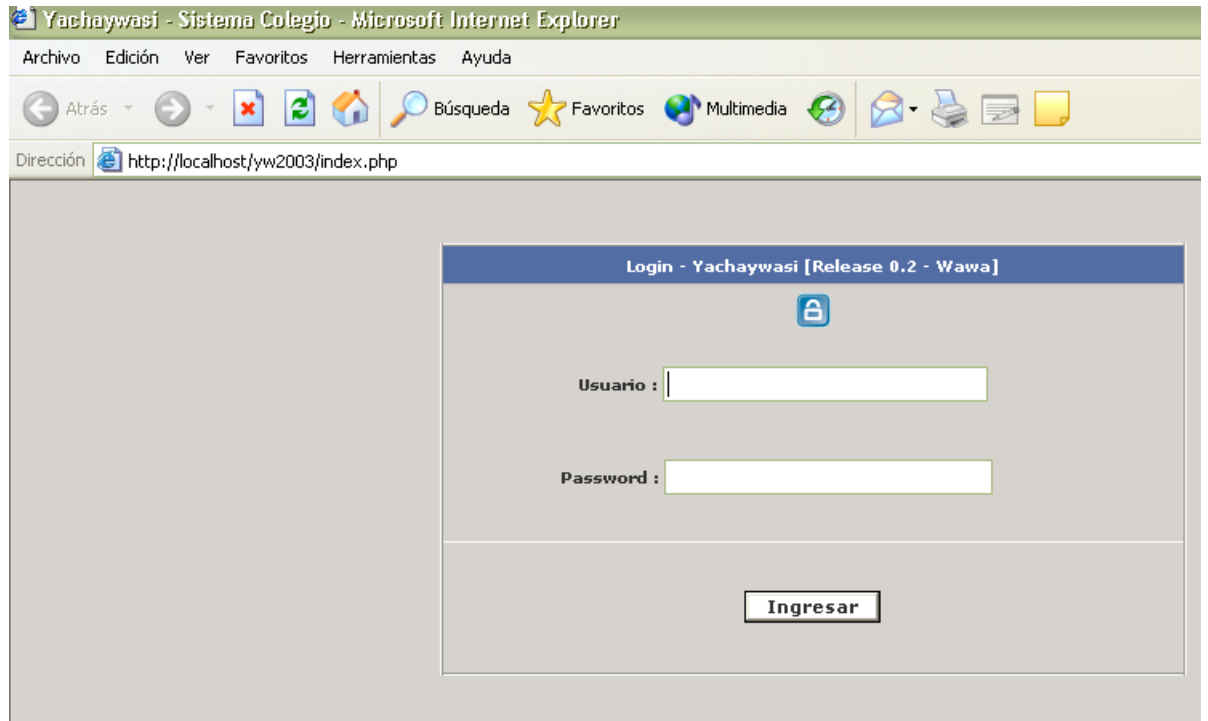 Yachaywasi - Sistema Colegio - Microsoft Internet Explorer
Archivo Edición Ver Favoritos Herramientas Ayuda
Atrás Búsqueda Favoritos Multimedia
Dirección http://localhost/yw2003/index.php
Login - Yachaywasi [Release 0.2 - Wawa]
Usuario :
Password :
Ingresar